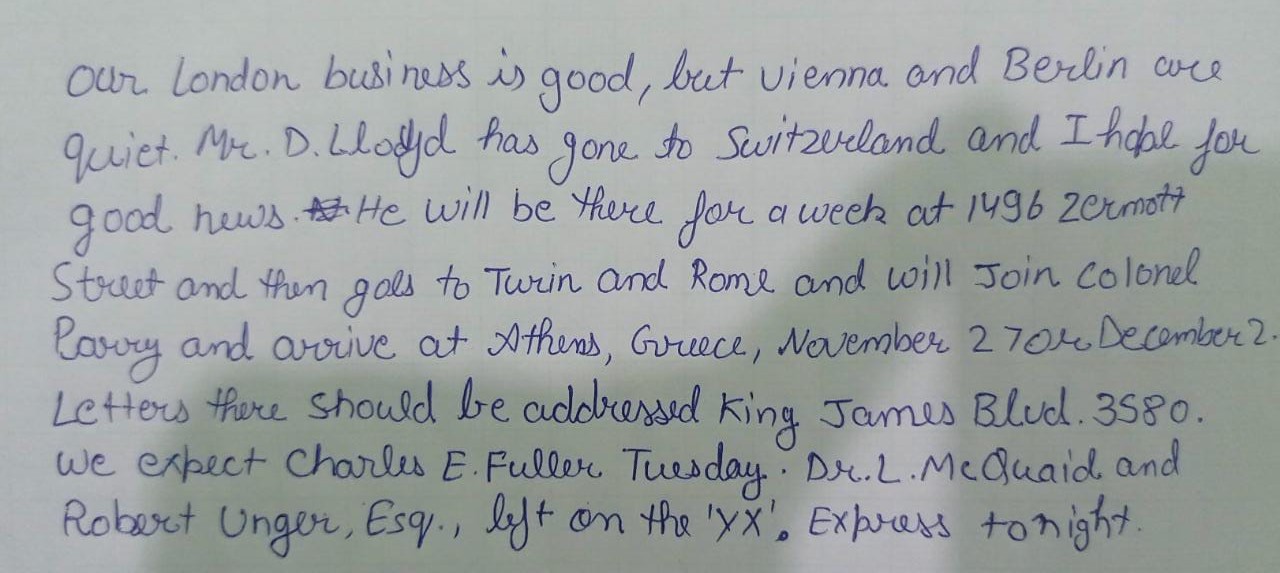 Our London business is good, but vienna and Berlin are
quiet. Mr. D. Lloyd has gone to Switzerland and I hope for
good news. He will be there for a week at 1496 Zermott
Street and then goes to Turin and Rome and will Join Colonel
Parry and arrive at Athens, Greece, November 27 or December 2.
Letters there should be addressed King James Blvd. 3580.
We expect Charles E. Fuller Tuesday. Dr. L. McQuaid and
Robert Unger, Esq., left on the 'YX'. Express tonight.